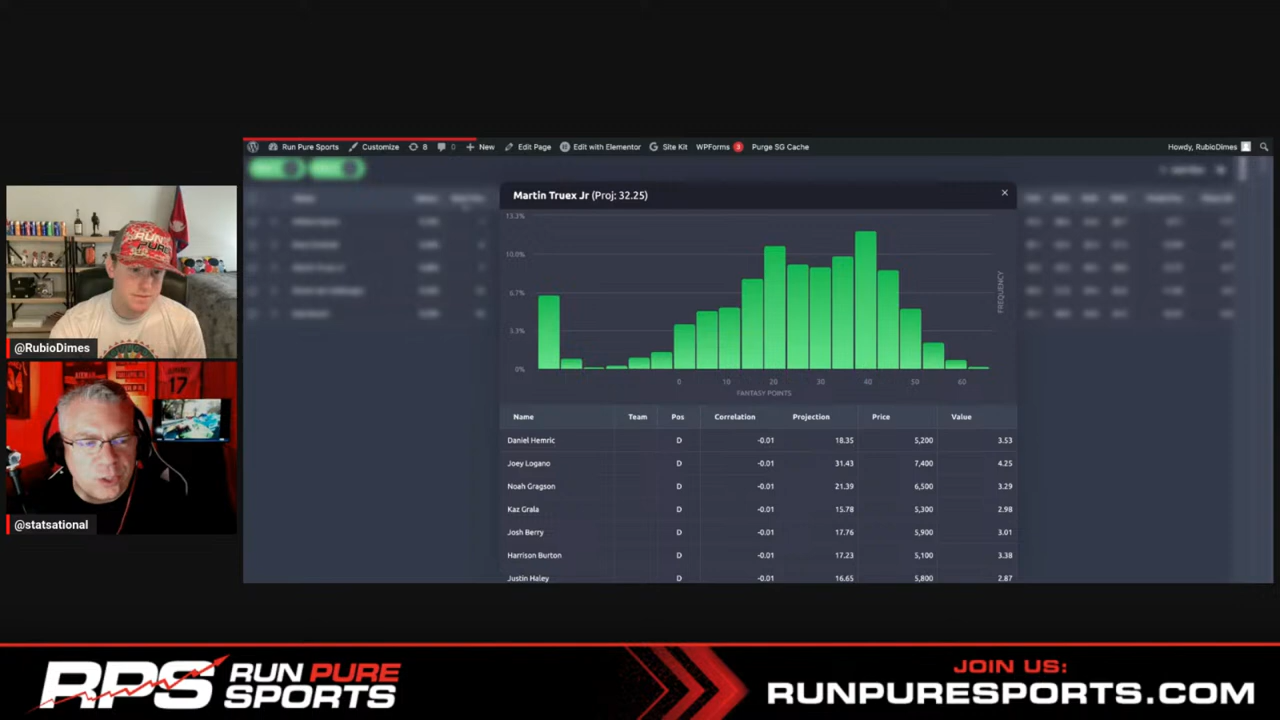 Run Pure Sports Customize 8 0 New Edit Page Edit with Elementor Site Kit WPForms 3 Purge SG Cache Howdy, RubioDimes
Martin Truex Jr (Proj: 32.25)
13.3%
10.0%
6.7%
3.3%
0%
0 10 20 30 40 50 60
FANTASY POINTS
FREQUENCY
Name Team Pos Correlation Projection Price Value
Daniel Hemric D -0.01 18.35 5,200 3.53
Joey Logano D -0.01 31.43 7,400 4.25
Noah Gragson D -0.01 21.39 6,500 3.29
Kaz Grala D -0.01 15.78 5,300 2.98
Josh Berry D -0.01 17.76 5,900 3.01
Harrison Burton D -0.01 17.23 5,100 3.38
Justin Haley D -0.01 16.65 5,800 2.87
@RubioDimes
17
@statsational
RPS RUN PURE
SPORTS
JOIN US:
RUNPURESPORTS.COM